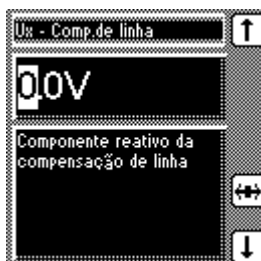 Ux - Comp.de linha
0.0V
Componente reativo da
compensação de linha